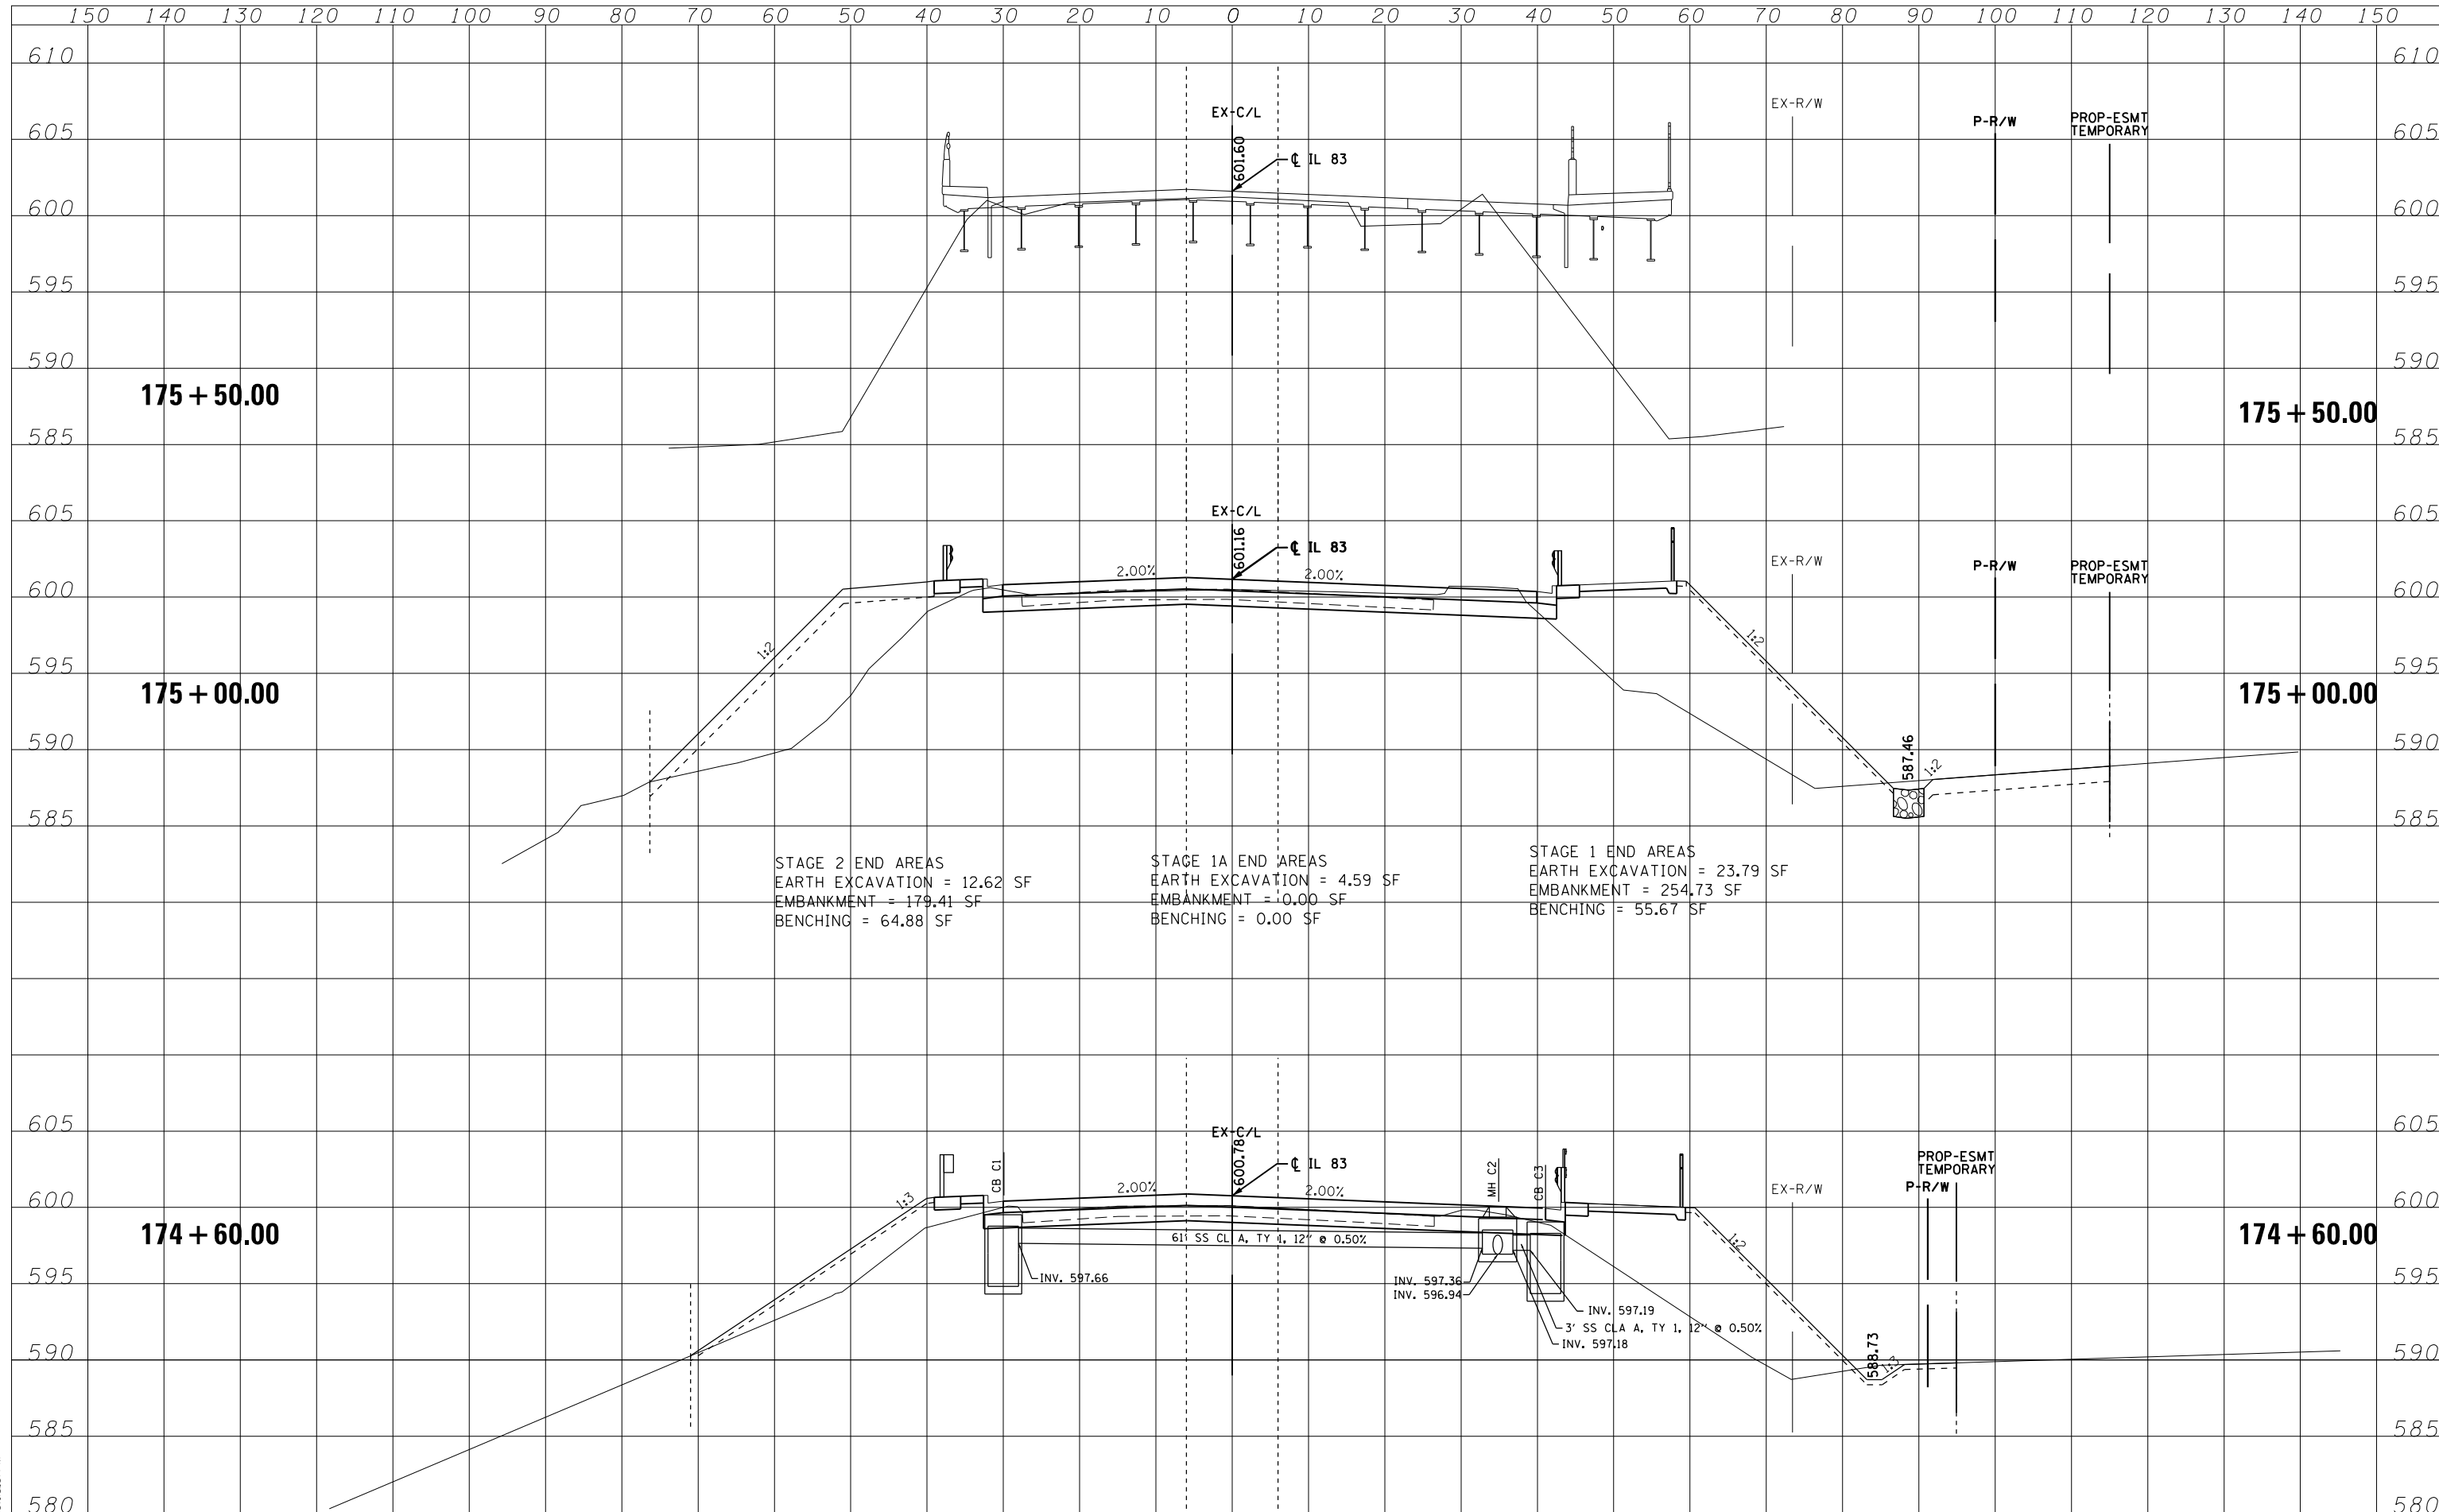 150 140 130 120 110 100 90 80 70 60 50 40 30 20 10 0 10 20 30 40 50 60 70 80 90 100 110 120 130 140 150
610 610
EX-R/W
EX-C/L
P-R/W
PROP-ESMT
TEMPORARY
605 605
601.60
℄ IL 83
600 600
595 595
590 590
175+50.00 175+50.00
585 585
605 605
EX-C/L
601.16
℄ IL 83
EX-R/W
P-R/W
PROP-ESMT
TEMPORARY
2.00% 2.00%
600 600
1:2 1:2
595 595
175+00.00 175+00.00
590 590
587.46
1:2
585 585
STAGE 2 END AREAS
EARTH EXCAVATION = 12.62 SF
EMBANKMENT = 179.41 SF
BENCHING = 64.88 SF
STAGE 1A END AREAS
EARTH EXCAVATION = 4.59 SF
EMBANKMENT = 0.00 SF
BENCHING = 0.00 SF
STAGE 1 END AREAS
EARTH EXCAVATION = 23.79 SF
EMBANKMENT = 254.73 SF
BENCHING = 55.67 SF
605 605
EX-C/L
600.78
℄ IL 83
CB C1
MH C2
CB C3
PROP-ESMT
TEMPORARY
P-R/W
EX-R/W
2.00% 2.00%
1:3
600 600
174+60.00 174+60.00
61' SS CL A, TY 1, 12" @ 0.50%
1:2
INV. 597.66
INV. 597.36
INV. 596.94
595 595
INV. 597.19
3' SS CLA A, TY 1, 12" @ 0.50%
INV. 597.18
588.73
1:3
590 590
585 585
580 580